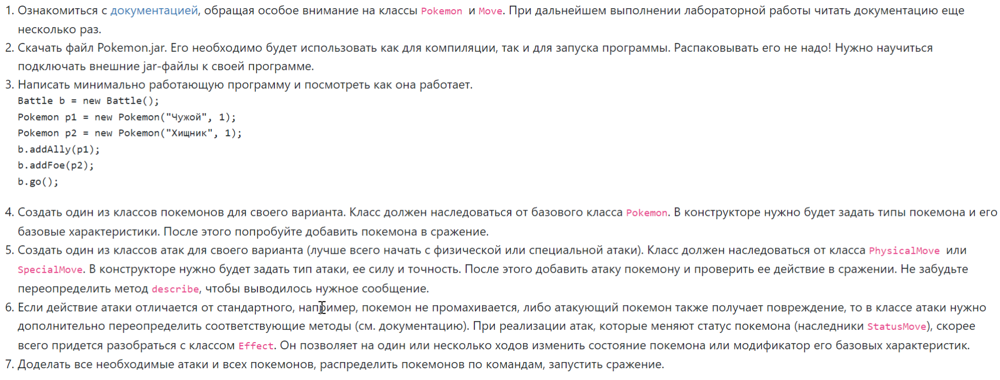 1. Ознакомиться с документацией, обращая особое внимание на классы Pokemon и Move. При дальнейшем выполнении лабораторной работы читать документацию еще
несколько раз.
2. Скачать файл Pokemon.jar. Его необходимо будет использовать как для компиляции, так и для запуска программы. Распаковывать его не надо! Нужно научиться
подключать внешние jar-файлы к своей программе.
3. Написать минимально работающую программу и посмотреть как она работает.
Battle b = new Battle();
Pokemon p1 = new Pokemon("Чужой", 1);
Pokemon p2 = new Pokemon("Хищник", 1);
b.addAlly(p1);
b.addFoe(p2);
b.go();
4. Создать один из классов покемонов для своего варианта. Класс должен наследоваться от базового класса Pokemon. В конструкторе нужно будет задать типы покемона и его
базовые характеристики. После этого попробуйте добавить покемона в сражение.
5. Создать один из классов атак для своего варианта (лучше всего начать с физической или специальной атаки). Класс должен наследоваться от класса PhysicalMove или
SpecialMove. В конструкторе нужно будет задать тип атаки, ее силу и точность. После этого добавить атаку покемону и проверить ее действие в сражении. Не забудьте
переопределить метод describe, чтобы выводилось нужное сообщение.
6. Если действие атаки отличается от стандартного, например, покемон не промахивается, либо атакующий покемон также получает повреждение, то в классе атаки нужно
дополнительно переопределить соответствующие методы (см. документацию). При реализации атак, которые меняют статус покемона (наследники StatusMove), скорее
всего придется разобраться с классом Effect. Он позволяет на один или несколько ходов изменить состояние покемона или модификатор его базовых характеристик.
7. Доделать все необходимые атаки и всех покемонов, распределить покемонов по командам, запустить сражение.